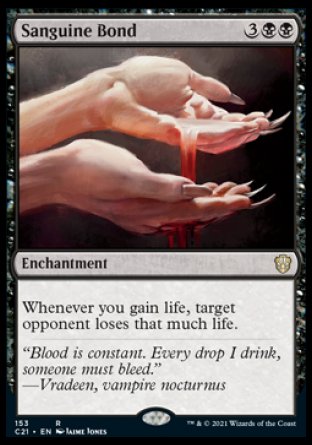 Sanguine Bond 3
Enchantment
Whenever you gain life, target
opponent loses that much life.
“Blood is constant. Every drop I drink,
someone must bleed.”
—Vradeen, vampire nocturnus
153 R
C21 • EN Jaime Jones ™ & © 2021 Wizards of the Coast